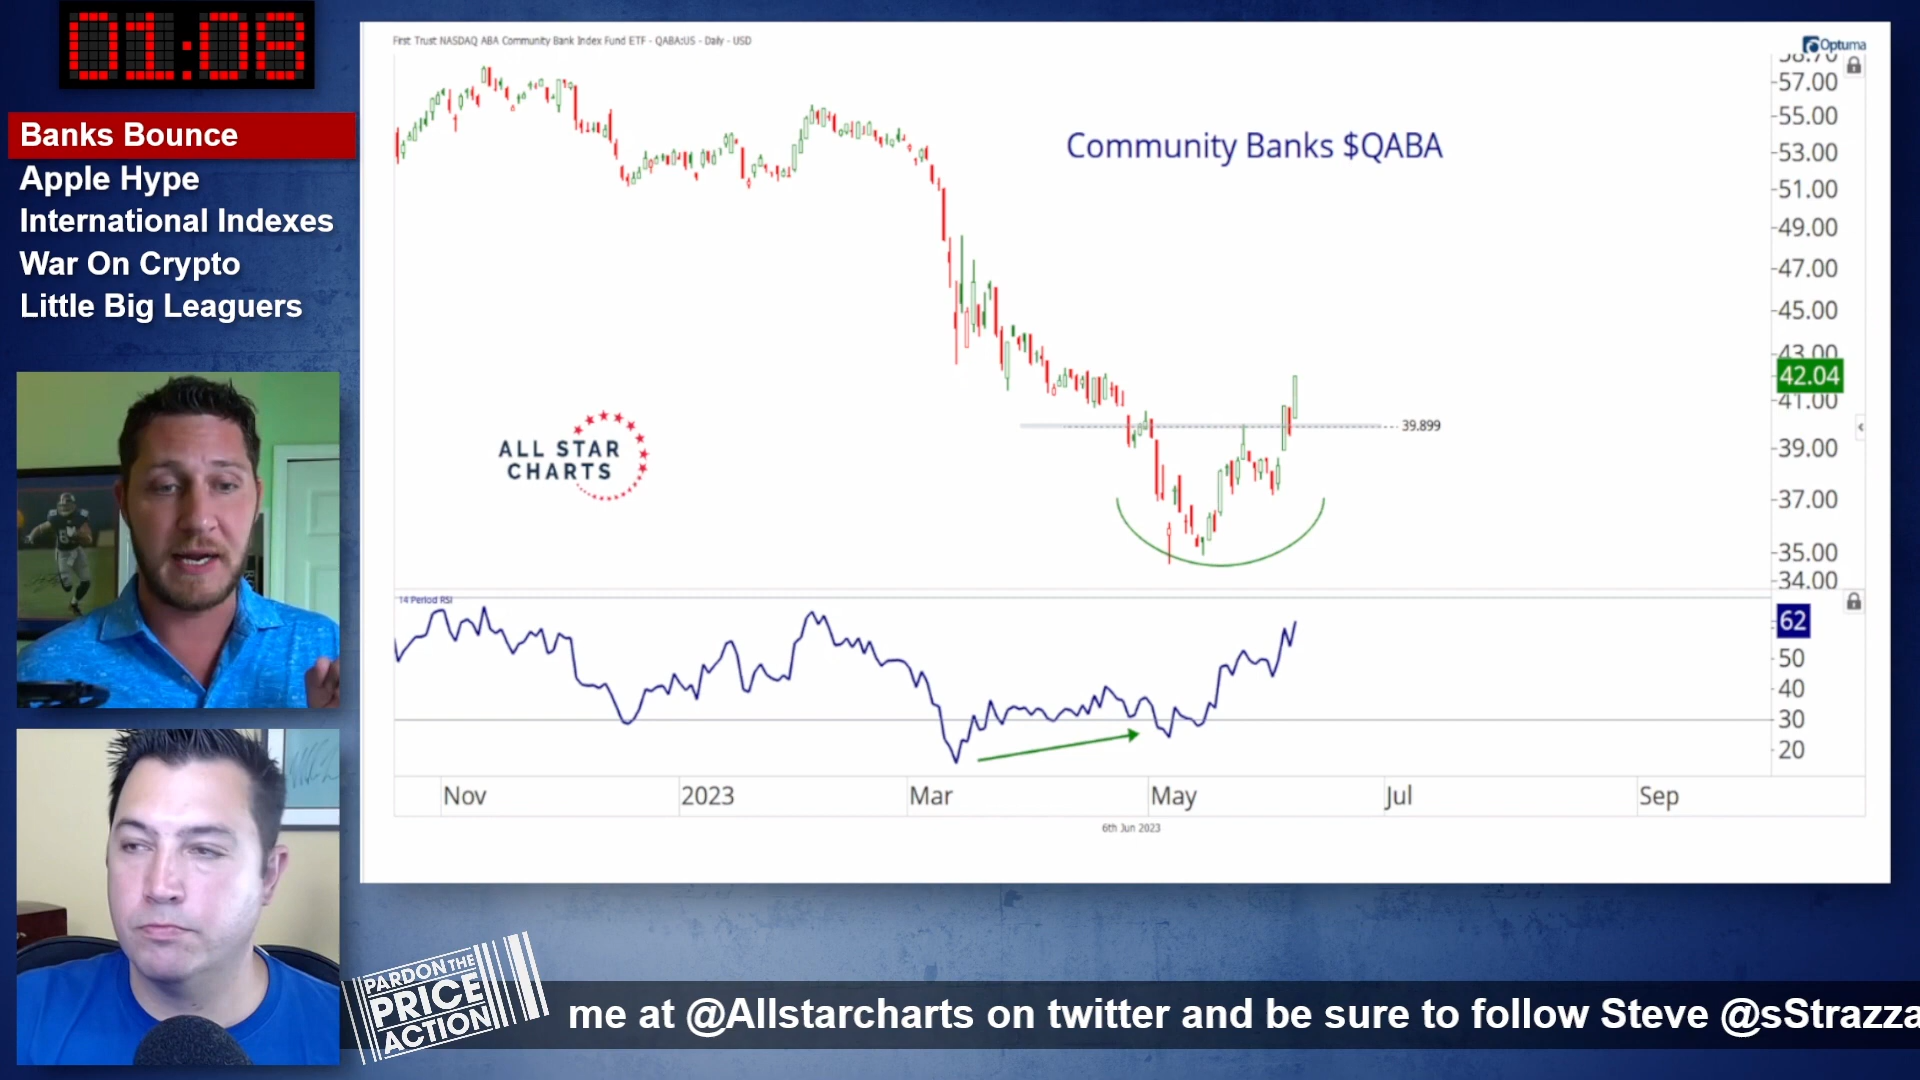 01:08
Banks Bounce
Apple Hype
International Indexes
War On Crypto
Little Big Leaguers
First Trust NASDAQ ABA Community Bank Index Fund ETF - QABA:US - Daily - USD
Optuma
Community Banks $QABA
ALL STAR
CHARTS
39.899
57.00
55.00
53.00
51.00
49.00
47.00
45.00
43.00
42.04
41.00
39.00
37.00
35.00
34.00
14 Period RSI
62
50
40
30
20
Nov
2023
Mar
May
Jul
Sep
6th Jun 2023
PARDON THE
PRICE
ACTION
me at @Allstarcharts on twitter and be sure to follow Steve @sStrazza